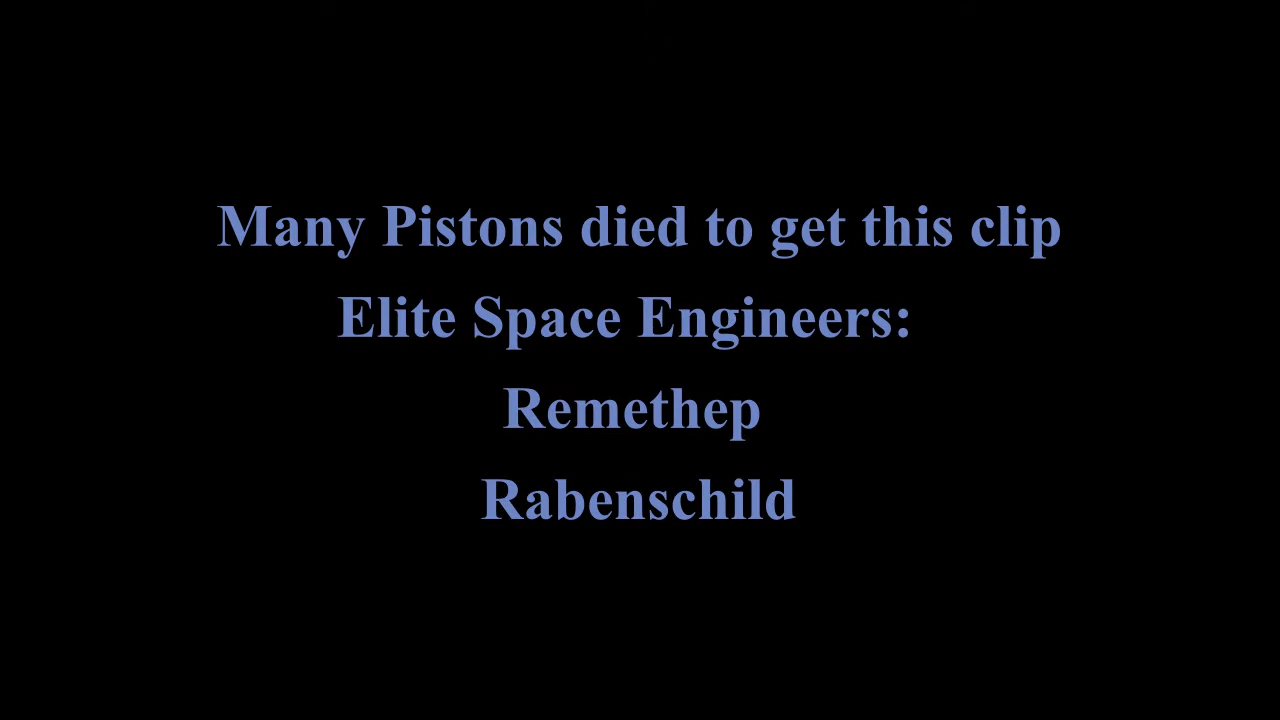 Many Pistons died to get this clip
Elite Space Engineers:
Remethep
Rabenschild